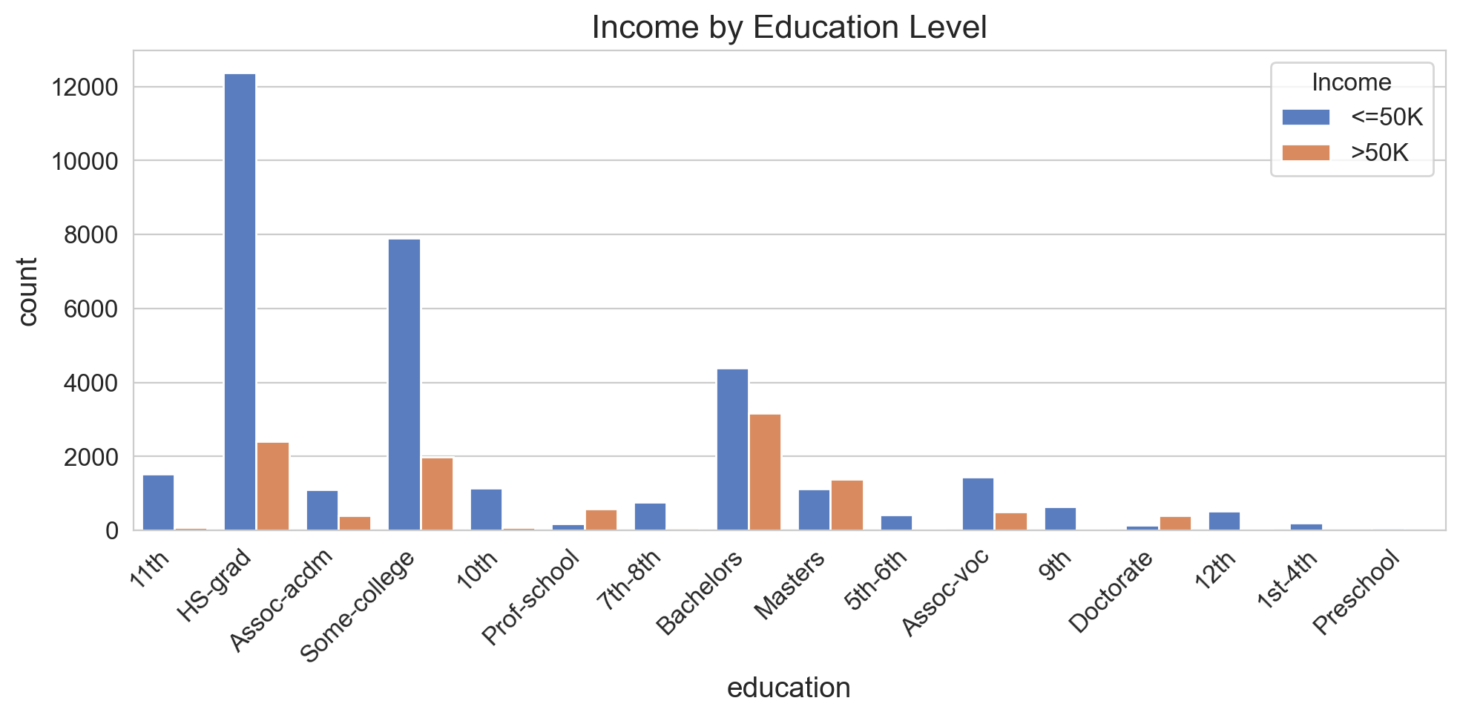 Income by Education Level
Income
<=50K
>50K
count
12000
10000
8000
6000
4000
2000
0
11th
HS-grad
Assoc-acdm
Some-college
10th
Prof-school
7th-8th
Bachelors
Masters
5th-6th
Assoc-voc
9th
Doctorate
12th
1st-4th
Preschool
education